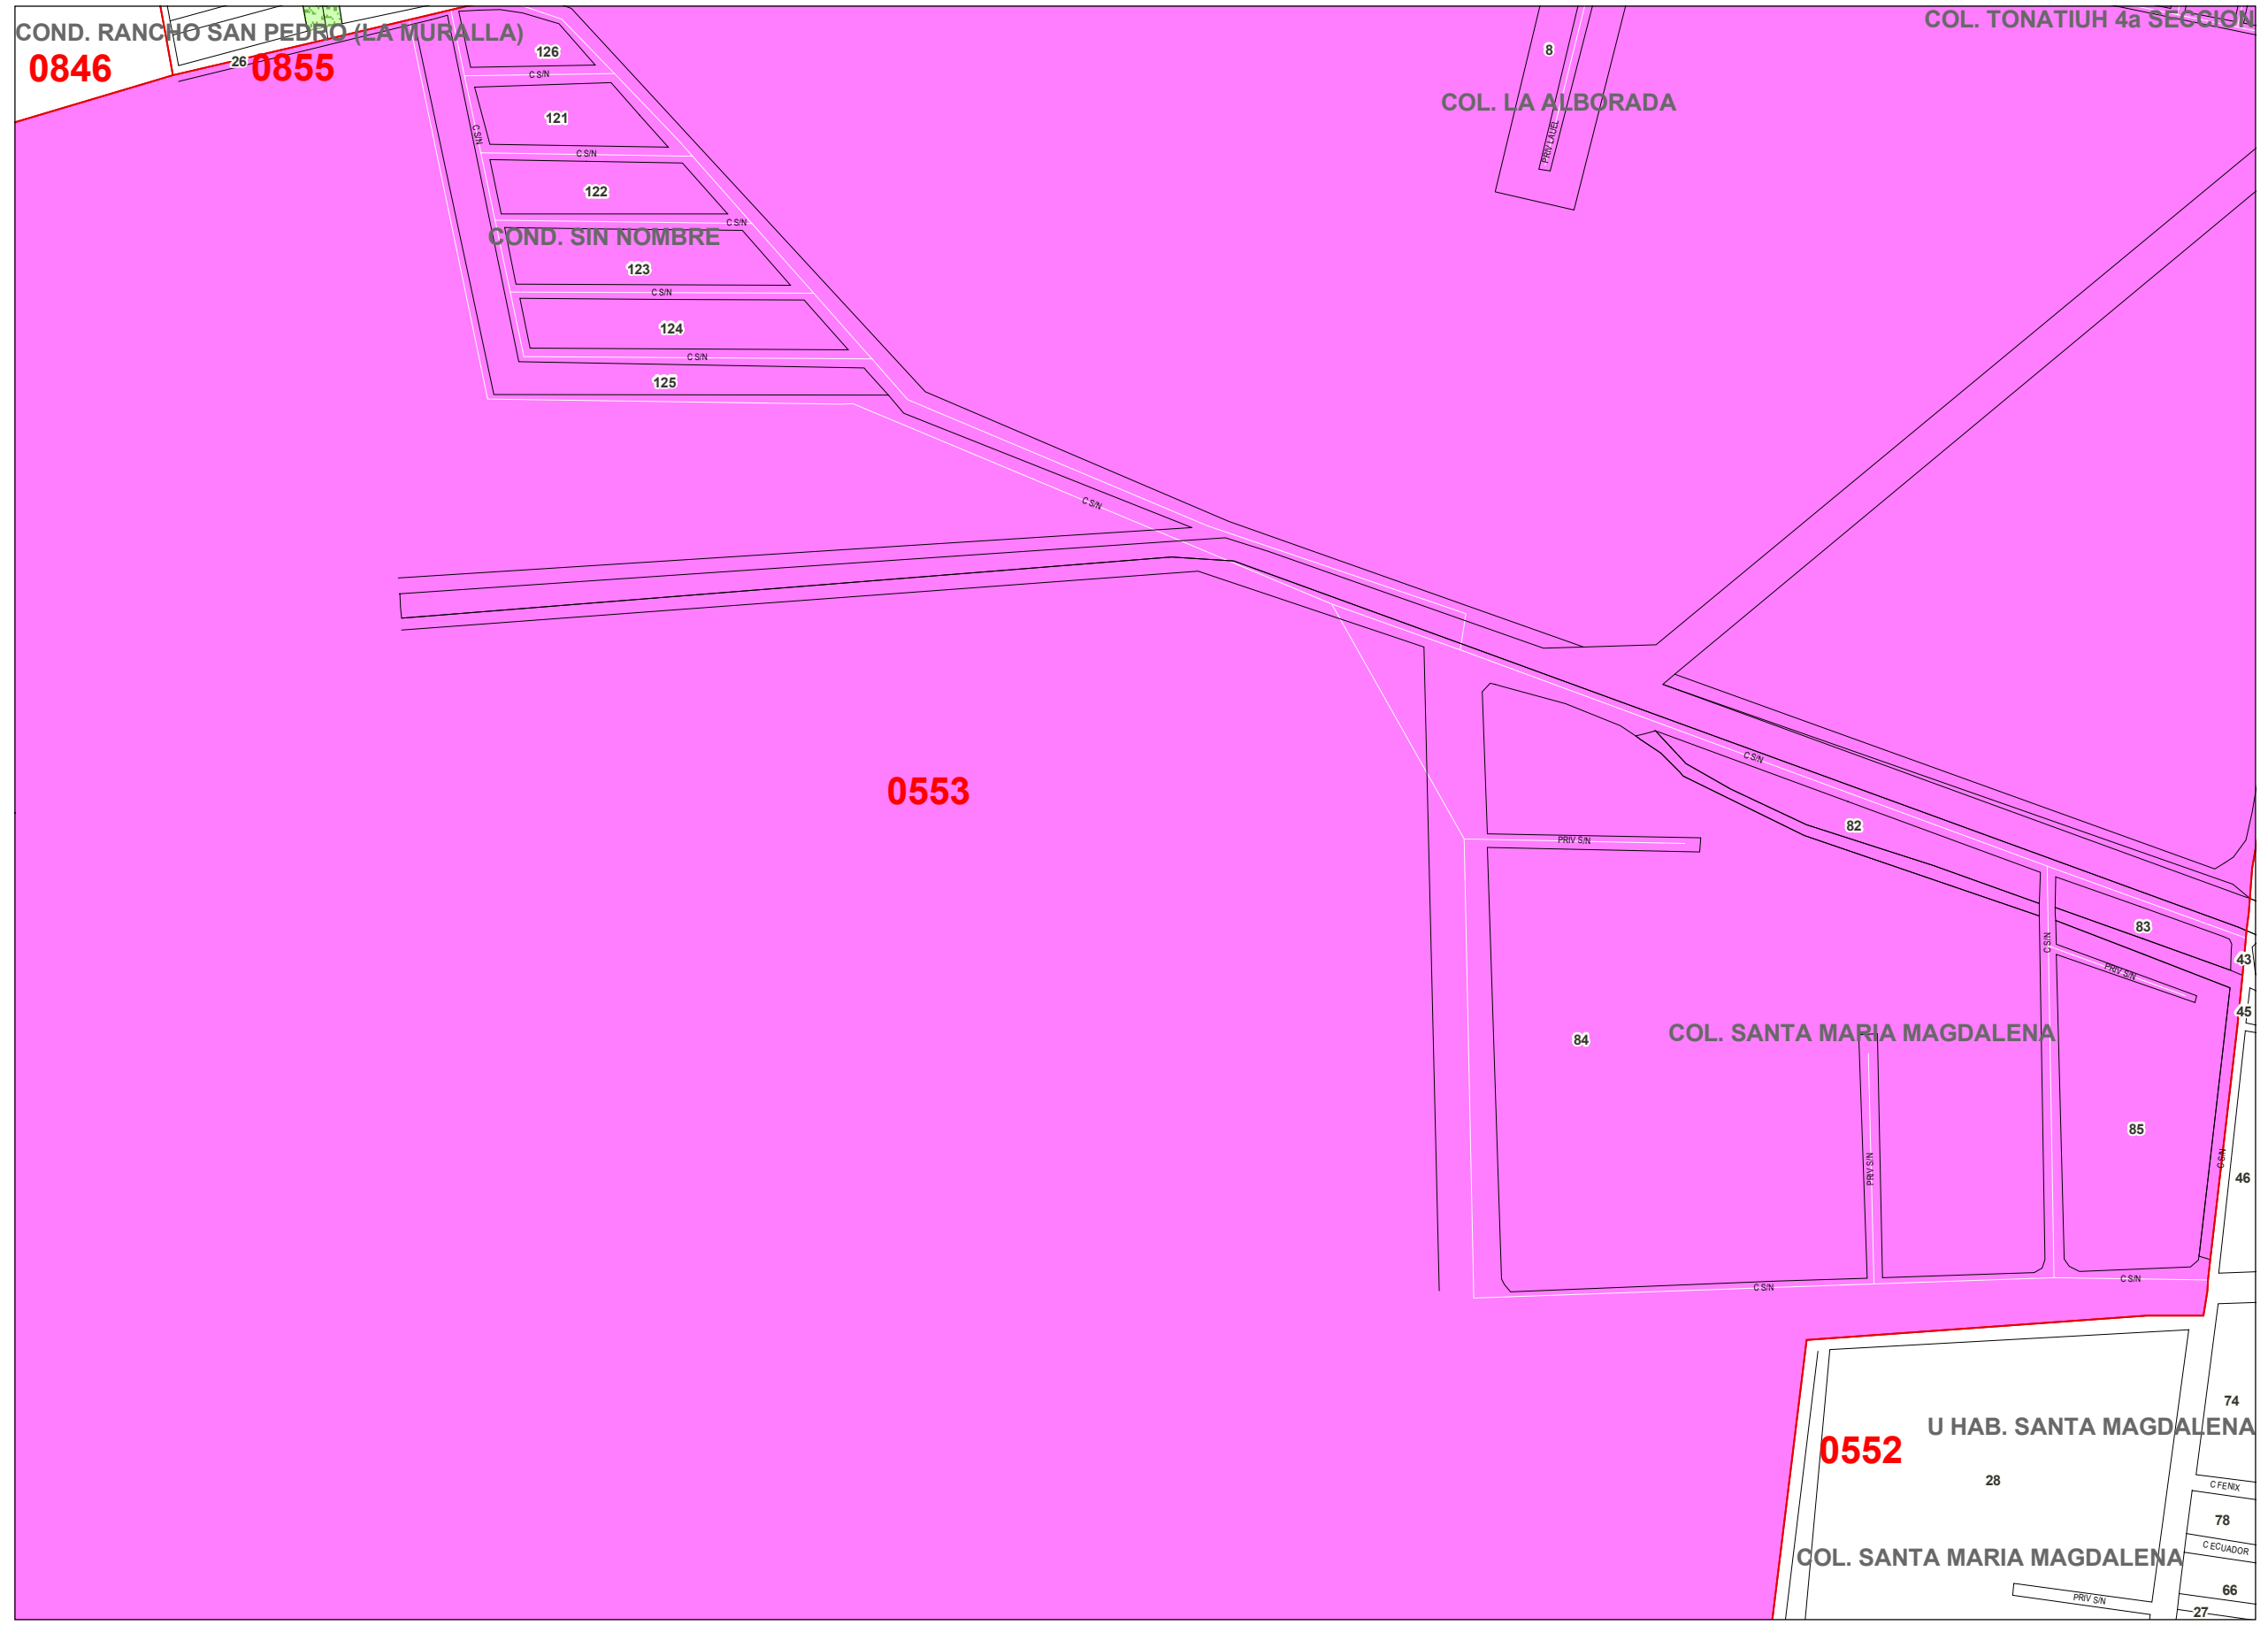 COND. RANCHO SAN PEDRO (LA MURALLA)
COL. TONATIUH 4a SECCION
0846
26
0855
126
C S/N
8
COL. LA ALBORADA
121
C S/N
PRIV LAUEL
C S/N
122
C S/N
COND. SIN NOMBRE
123
C S/N
124
C S/N
125
C S/N
C S/N
0553
82
PRIV S/N
83
C S/N
43
PRIV S/N
45
COL. SANTA MARIA MAGDALENA
84
85
C S/N
PRIV S/N
46
C S/N
C S/N
74
U HAB. SANTA MAGDALENA
0552
28
C FENIX
78
C ECUADOR
COL. SANTA MARIA MAGDALENA
66
PRIV S/N
27